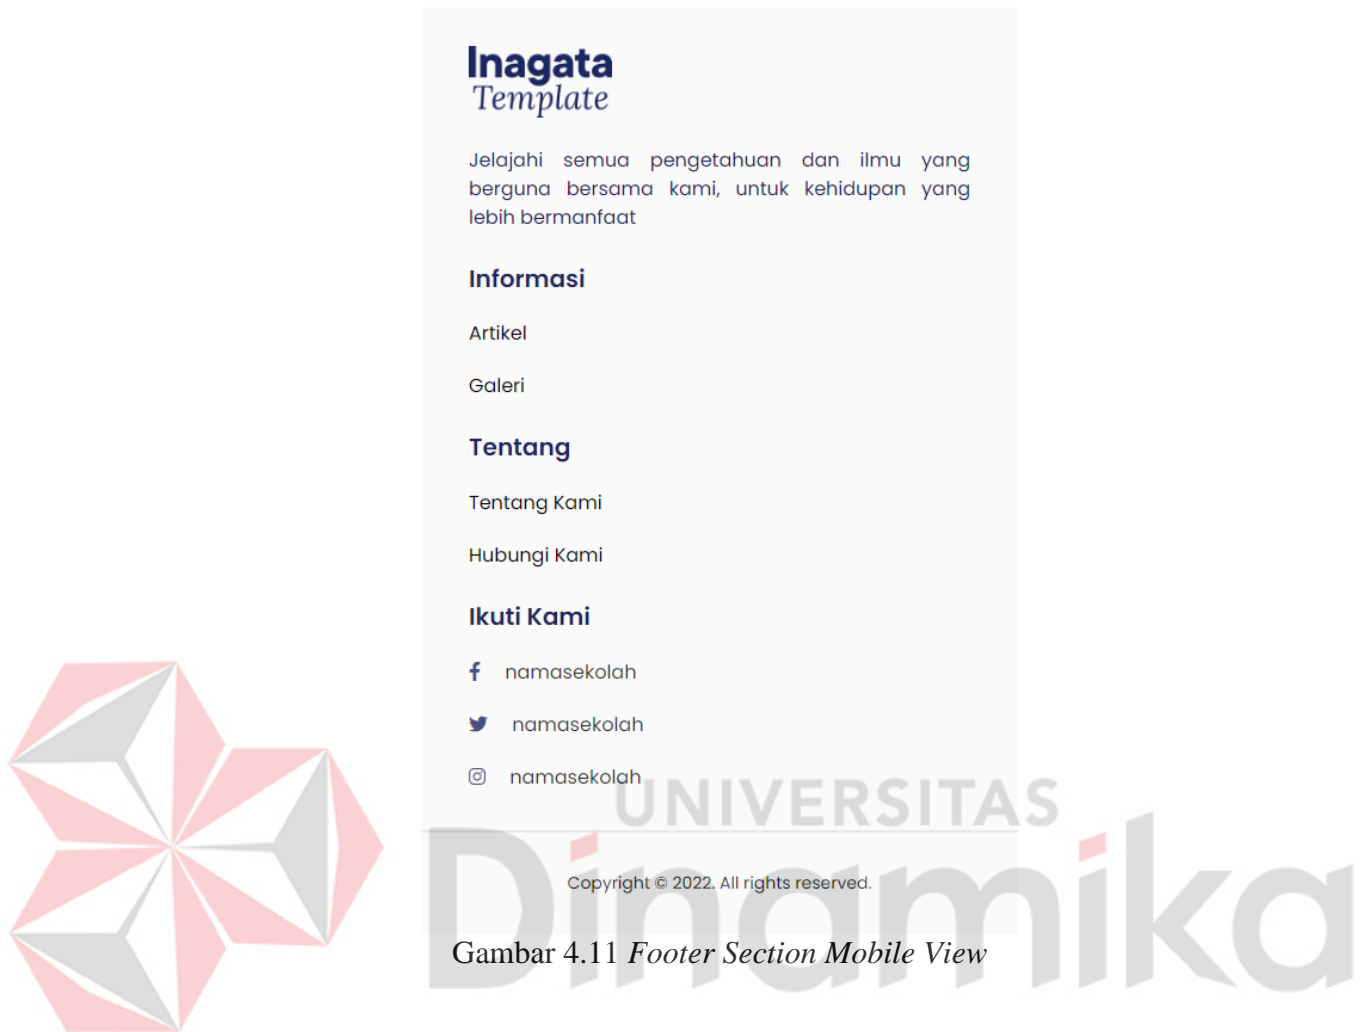 Inagata
Template
Jelajahi semua pengetahuan dan ilmu yang
berguna bersama kami, untuk kehidupan yang
lebih bermanfaat
Informasi
Artikel
Galeri
Tentang
Tentang Kami
Hubungi Kami
Ikuti Kami
namasekolah
namasekolah
namasekolah
UNIVERSITAS
Dinamika
Copyright © 2022. All rights reserved.
Gambar 4.11 Footer Section Mobile View